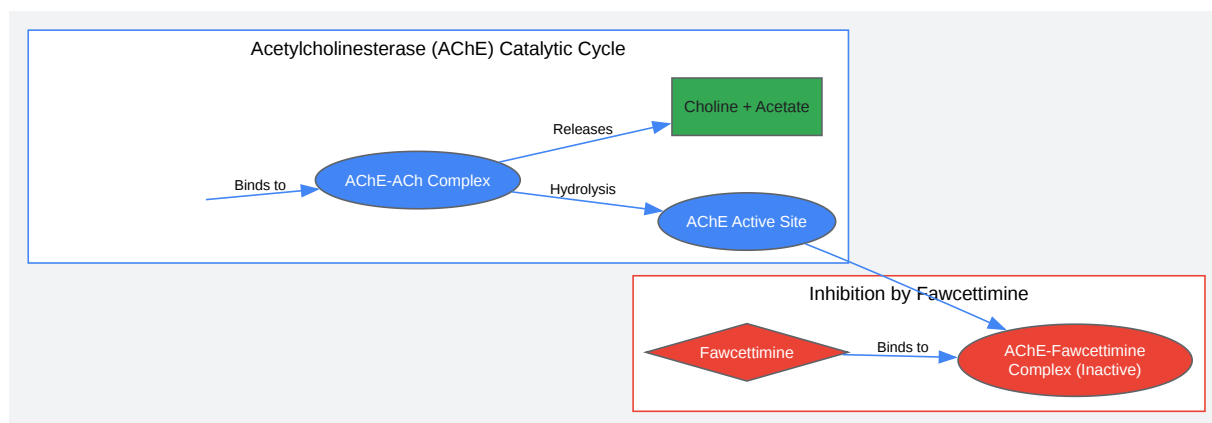 Acetylcholinesterase (AChE) Catalytic Cycle
Choline + Acetate
Releases
Binds to
AChE-ACh Complex
Hydrolysis
AChE Active Site
Inhibition by Fawcettimine
Fawcettimine
Binds to
AChE-Fawcettimine
Complex (Inactive)